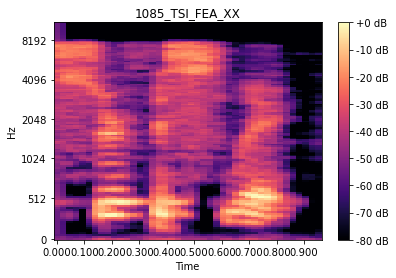 1085_TSI_FEA_XX
8192
4096
2048
1024
512
0
Hz
0.0000.1000.2000.3000.4000.5000.6000.7000.8000.900
Time
+0 dB
-10 dB
-20 dB
-30 dB
-40 dB
-50 dB
-60 dB
-70 dB
-80 dB